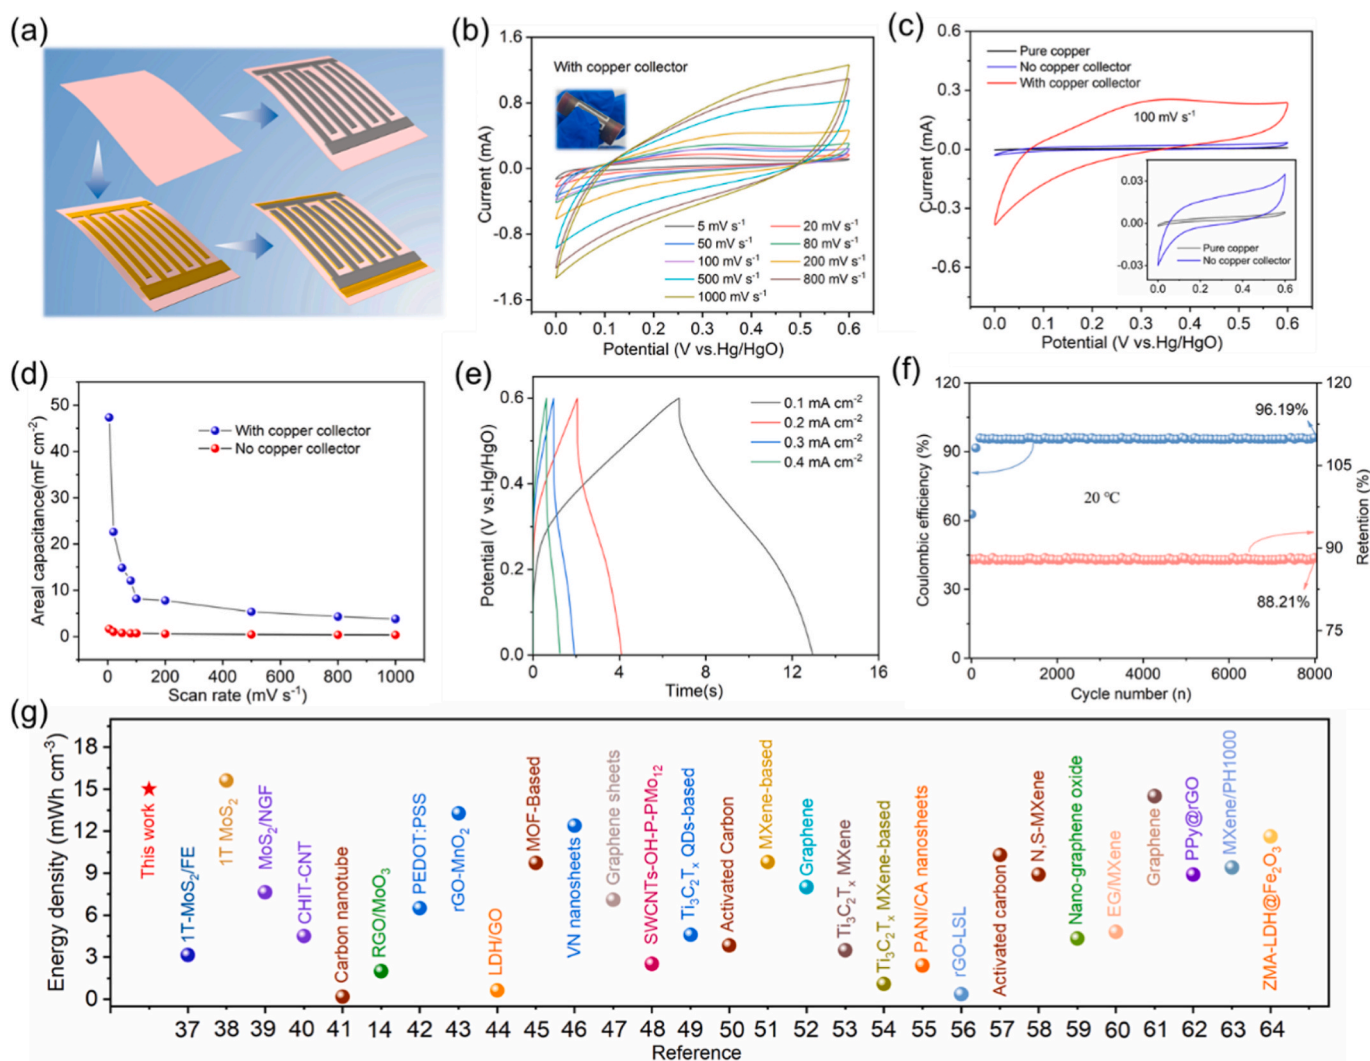 (a)
(b)
With copper collector
Current (mA)
1.6
0.8
0.0
-0.8
-1.6
5 mV s⁻¹
20 mV s⁻¹
50 mV s⁻¹
80 mV s⁻¹
100 mV s⁻¹
200 mV s⁻¹
500 mV s⁻¹
800 mV s⁻¹
1000 mV s⁻¹
0.0 0.1 0.2 0.3 0.4 0.5 0.6
Potential (V vs.Hg/HgO)
(c)
Pure copper
No copper collector
With copper collector
100 mV s⁻¹
Current (mA)
0.6
0.3
0.0
-0.3
-0.6
0.03
0.00
-0.03
Pure copper
No copper collector
0.0 0.2 0.4 0.6
0.0 0.1 0.2 0.3 0.4 0.5 0.6
Potential (V vs.Hg/HgO)
(d)
Areal capacitance(mF cm⁻²)
50
40
30
20
10
0
With copper collector
No copper collector
0 200 400 600 800 1000
Scan rate (mV s⁻¹)
(e)
Potential (V vs.Hg/HgO)
0.6
0.4
0.2
0.0
0.1 mA cm⁻²
0.2 mA cm⁻²
0.3 mA cm⁻²
0.4 mA cm⁻²
0 4 8 12 16
Time(s)
(f)
Coulombic efficiency (%)
120
90
60
30
0
96.19%
20 °C
88.21%
120
105
90
75
Retention (%)
0 2000 4000 6000 8000
Cycle number (n)
(g)
Energy density (mWh cm⁻³)
18
15
12
9
6
3
0
This work
1T-MoS₂/FE
1T MoS₂
MoS₂/NGF
CHIT-CNT
Carbon nanotube
RGO/MoO₃
PEDOT:PSS
rGO-MnO₂
LDH/GO
MOF-Based
VN nanosheets
Graphene sheets
SWCNTs-OH-P-PMo₁₂
Ti₃C₂Tₓ QDs-based
Activated Carbon
MXene-based
Graphene
Ti₃C₂Tₓ MXene
Ti₃C₂Tₓ MXene-based
PANI/CA nanosheets
rGO-LSL
Activated carbon
N,S-MXene
Nano-graphene oxide
EG/MXene
Graphene
PPy@rGO
MXene/PH1000
ZMA-LDH@Fe₂O₃
37 38 39 40 41 14 42 43 44 45 46 47 48 49 50 51 52 53 54 55 56 57 58 59 60 61 62 63 64
Reference